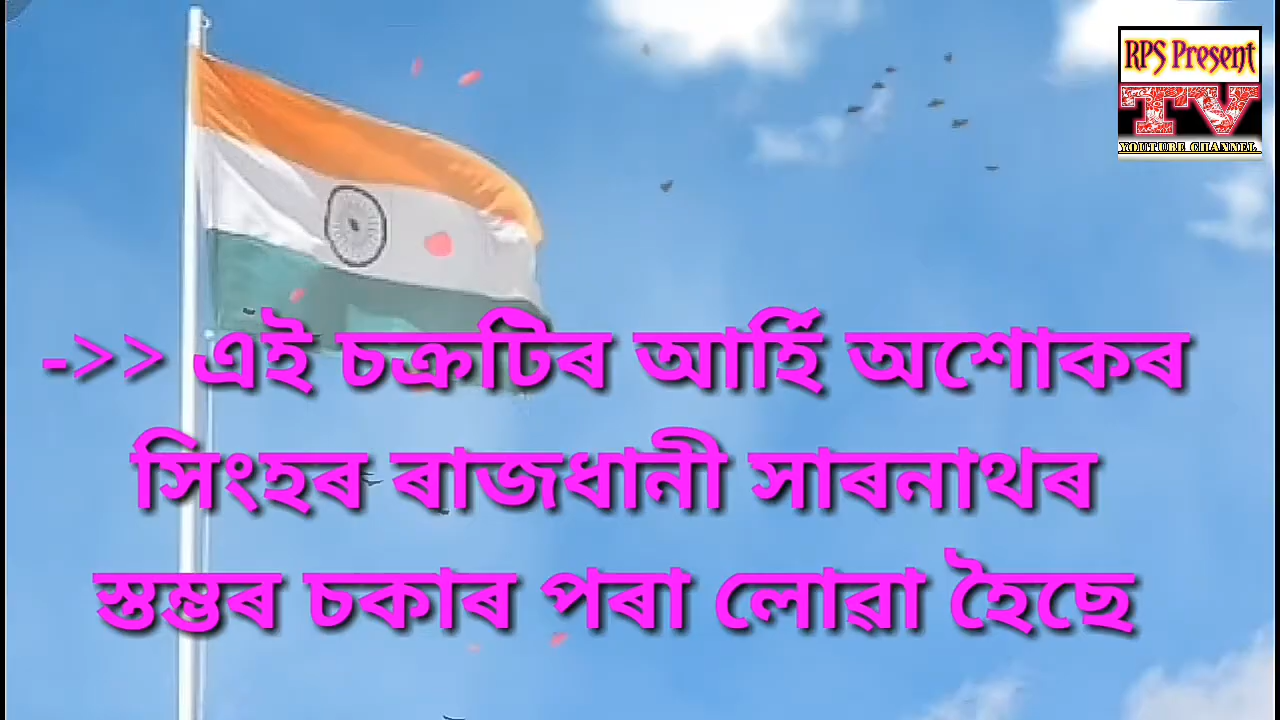 RPS Present
TV
YOUTUBE CHANNEL
->> এই চক্ৰটিৰ আৰ্হি অশোকৰ
সিংহৰ ৰাজধানী সাৰনাথৰ
স্তম্ভৰ চকাৰ পৰা লোৱা হৈছে